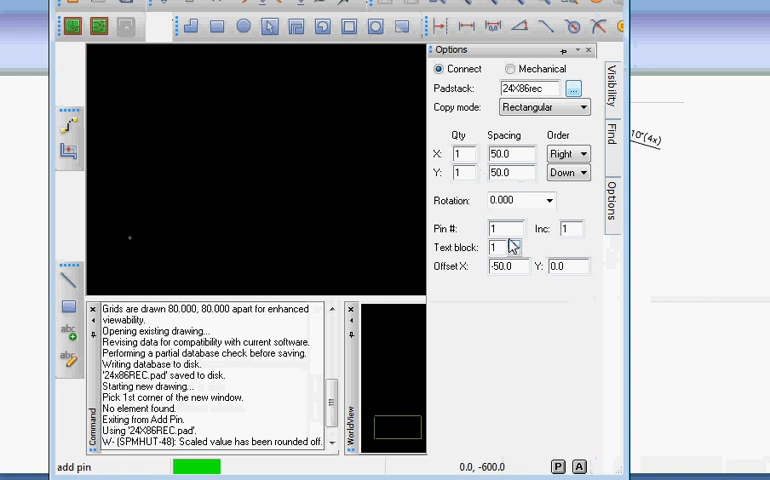 Options
Connect
Mechanical
Padstack:
24X86rec
...
Copy mode:
Rectangular
Qty
Spacing
Order
X:
1
50.0
Right
Y:
1
50.0
Down
Rotation:
0.000
Pin #:
1
Inc:
1
Text block:
1
Offset X:
-50.0
Y:
0.0
Visibility
Find
Options
10°(4x)
Grids are drawn 80.000, 80.000 apart for enhanced
viewability.
Opening existing drawing...
Revising data for compatibility with current software.
Performing a partial database check before saving.
Writing database to disk.
'24x86REC.pad' saved to disk.
Starting new drawing...
Pick 1st corner of the new window.
No element found.
Exiting from Add Pin.
Using '24X86REC.pad'.
W- (SPMHUT-48): Scaled value has been rounded off.
Command
WorldView
abc
abc
add pin
0.0, -600.0
P
A